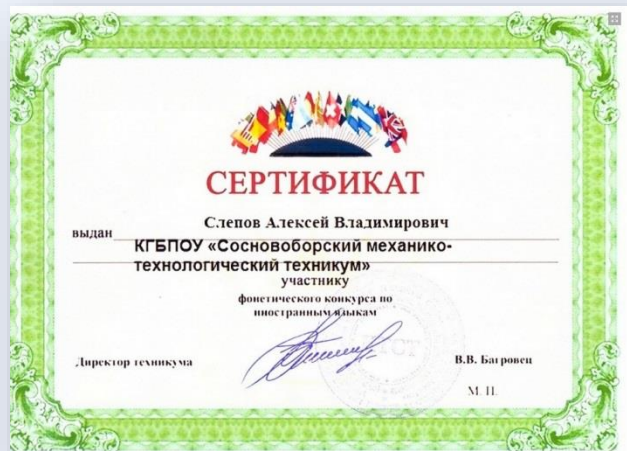 СЕРТИФИКАТ
Слепов Алексей Владимирович
выдан
КГБПОУ «Сосновоборский механико-
технологический техникум»
участнику
фонетического конкурса по
иностранным языкам
Директор техникума
В.В. Багровец
М. П.